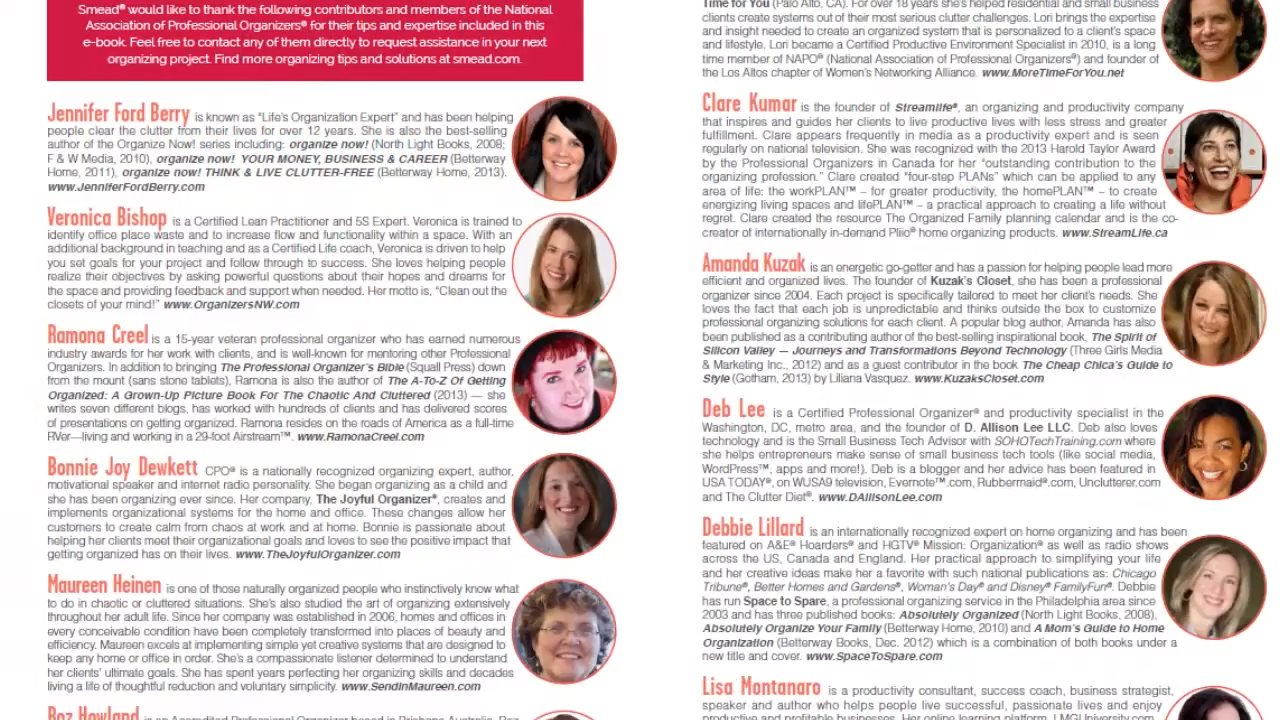 Smead® would like to thank the following contributors and members of the National
Association of Professional Organizers® for their tips and expertise included in this
e-book. Feel free to contact any of them directly to request assistance in your next
organizing project. Find more organizing tips and solutions at smead.com.
Jennifer Ford Berry is known as “Life’s Organization Expert” and has been helping
people clear the clutter from their lives for over 12 years. She is also the best-selling
author of the Organize Now! series including: organize now! (North Light Books, 2008;
F & W Media, 2010), organize now! YOUR MONEY, BUSINESS & CAREER (Betterway
Home, 2011), organize now! THINK & LIVE CLUTTER-FREE (Betterway Home, 2013).
www.JenniferFordBerry.com
Veronica Bishop is a Certified Lean Practitioner and 5S Expert. Veronica is trained to
identify office place waste and to increase flow and functionality within a space. With an
additional background in teaching and as a Certified Life coach, Veronica is driven to help
you set goals for your project and follow through to success. She loves helping people
realize their objectives by asking powerful questions about their hopes and dreams for
the space and providing feedback and support when needed. Her motto is, “Clean out the
closets of your mind!” www.OrganizersNW.com
Ramona Creel is a 15-year veteran professional organizer who has earned numerous
industry awards for her work with clients, and is well-known for mentoring other Professional
Organizers. In addition to bringing The Professional Organizer’s Bible (Squall Press) down
from the mount (sans stone tablets), Ramona is also the author of The A-To-Z Of Getting
Organized: A Grown-Up Picture Book For The Chaotic And Cluttered (2013) — she
writes seven different blogs, has worked with hundreds of clients and has delivered scores
of presentations on getting organized. Ramona resides on the roads of America as a full-time
RVer—living and working in a 29-foot Airstream™. www.RamonaCreel.com
Bonnie Joy Dewkett CPO® is a nationally recognized organizing expert, author,
motivational speaker and internet radio personality. She began organizing as a child and
she has been organizing ever since. Her company, The Joyful Organizer®, creates and
implements organizational systems for the home and office. These changes allow her
customers to create calm from chaos at work and at home. Bonnie is passionate about
helping her clients meet their organizational goals and loves to see the positive impact that
getting organized has on their lives. www.TheJoyfulOrganizer.com
Maureen Heinen is one of those naturally organized people who instinctively know what
to do in chaotic or cluttered situations. She’s also studied the art of organizing extensively
throughout her adult life. Since her company was established in 2006, homes and offices in
every conceivable condition have been completely transformed into places of beauty and
efficiency. Maureen excels at implementing simple yet creative systems that are designed to
keep any home or office in order. She’s a compassionate listener determined to understand
her clients’ ultimate goals. She has spent years perfecting her organizing skills and decades
living a life of thoughtful reduction and voluntary simplicity. www.SendInMaureen.com
Roz Howland is an Accredited Professional Organizer based in Brisbane Australia. Roz
Time for You (Palo Alto, CA). For over 18 years she’s helped residential and small business
clients create systems out of their most serious clutter challenges. Lori brings the expertise
and insight needed to create an organized system that is personalized to a client’s space
and lifestyle. Lori became a Certified Productive Environment Specialist in 2010, is a long
time member of NAPO® (National Association of Professional Organizers®) and founder of
the Los Altos chapter of Women’s Networking Alliance. www.MoreTimeForYou.net
Clare Kumar is the founder of Streamlife®, an organizing and productivity company
that inspires and guides her clients to live productive lives with less stress and greater
fulfillment. Clare appears frequently in media as a productivity expert and is seen
regularly on national television. She was recognized with the 2013 Harold Taylor Award
by the Professional Organizers in Canada for her “outstanding contribution to the
organizing profession.” Clare created “four-step PLANs” which can be applied to any
area of life: the workPLAN™ – for greater productivity, the homePLAN™ – to create
energizing living spaces and lifePLAN™ – a practical approach to creating a life without
regret. Clare created the resource The Organized Family planning calendar and is the co-
creator of internationally in-demand Pliio® home organizing products. www.StreamLife.ca
Amanda Kuzak is an energetic go-getter and has a passion for helping people lead more
efficient and organized lives. The founder of Kuzak’s Closet, she has been a professional
organizer since 2004. Each project is specifically tailored to meet her client’s needs. She
loves the fact that each job is unpredictable and thinks outside the box to customize
professional organizing solutions for each client. A popular blog author, Amanda has also
been published as a contributing author of the best-selling inspirational book, The Spirit of
Silicon Valley — Journeys and Transformations Beyond Technology (Three Girls Media
& Marketing Inc., 2012) and as a guest contributor in the book The Cheap Chica’s Guide to
Style (Gotham, 2013) by Liliana Vasquez. www.KuzaksCloset.com
Deb Lee is a Certified Professional Organizer® and productivity specialist in the
Washington, DC, metro area, and the founder of D. Allison Lee LLC. Deb also loves
technology and is the Small Business Tech Advisor with SOHOTechTraining.com where
she helps entrepreneurs make sense of small business tech tools (like social media,
WordPress™, apps and more!). Deb is a blogger and her advice has been featured in
USA TODAY®, on WUSA9 television, Evernote™.com, Rubbermaid®.com, Unclutterer.com
and The Clutter Diet®. www.DAllisonLee.com
Debbie Lillard is an internationally recognized expert on home organizing and has been
featured on A&E® Hoarders® and HGTV® Mission: Organization® as well as radio shows
across the US, Canada and England. Her practical approach to simplifying your life
and her creative ideas make her a favorite with such national publications as: Chicago
Tribune®, Better Homes and Gardens®, Woman’s Day® and Disney® FamilyFun®. Debbie
has run Space to Spare, a professional organizing service in the Philadelphia area since
2003 and has three published books: Absolutely Organized (North Light Books, 2008),
Absolutely Organize Your Family (Betterway Home, 2010) and A Mom’s Guide to Home
Organization (Betterway Books, Dec. 2012) which is a combination of both books under a
new title and cover. www.SpaceToSpare.com
Lisa Montanaro is a productivity consultant, success coach, business strategist,
speaker and author who helps people live successful, passionate lives and enjoy
productive and profitable businesses. Her online learning platform, LMGUniversity.com